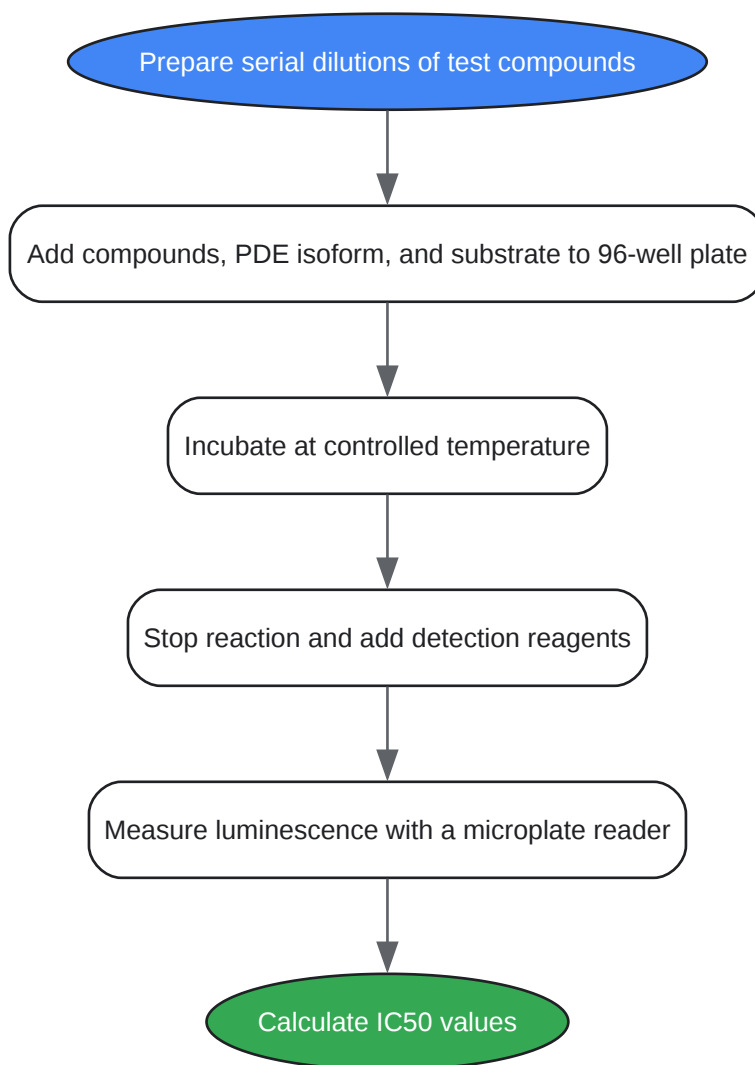 Prepare serial dilutions of test compounds
Add compounds, PDE isoform, and substrate to 96-well plate
Incubate at controlled temperature
Stop reaction and add detection reagents
Measure luminescence with a microplate reader
Calculate IC50 values